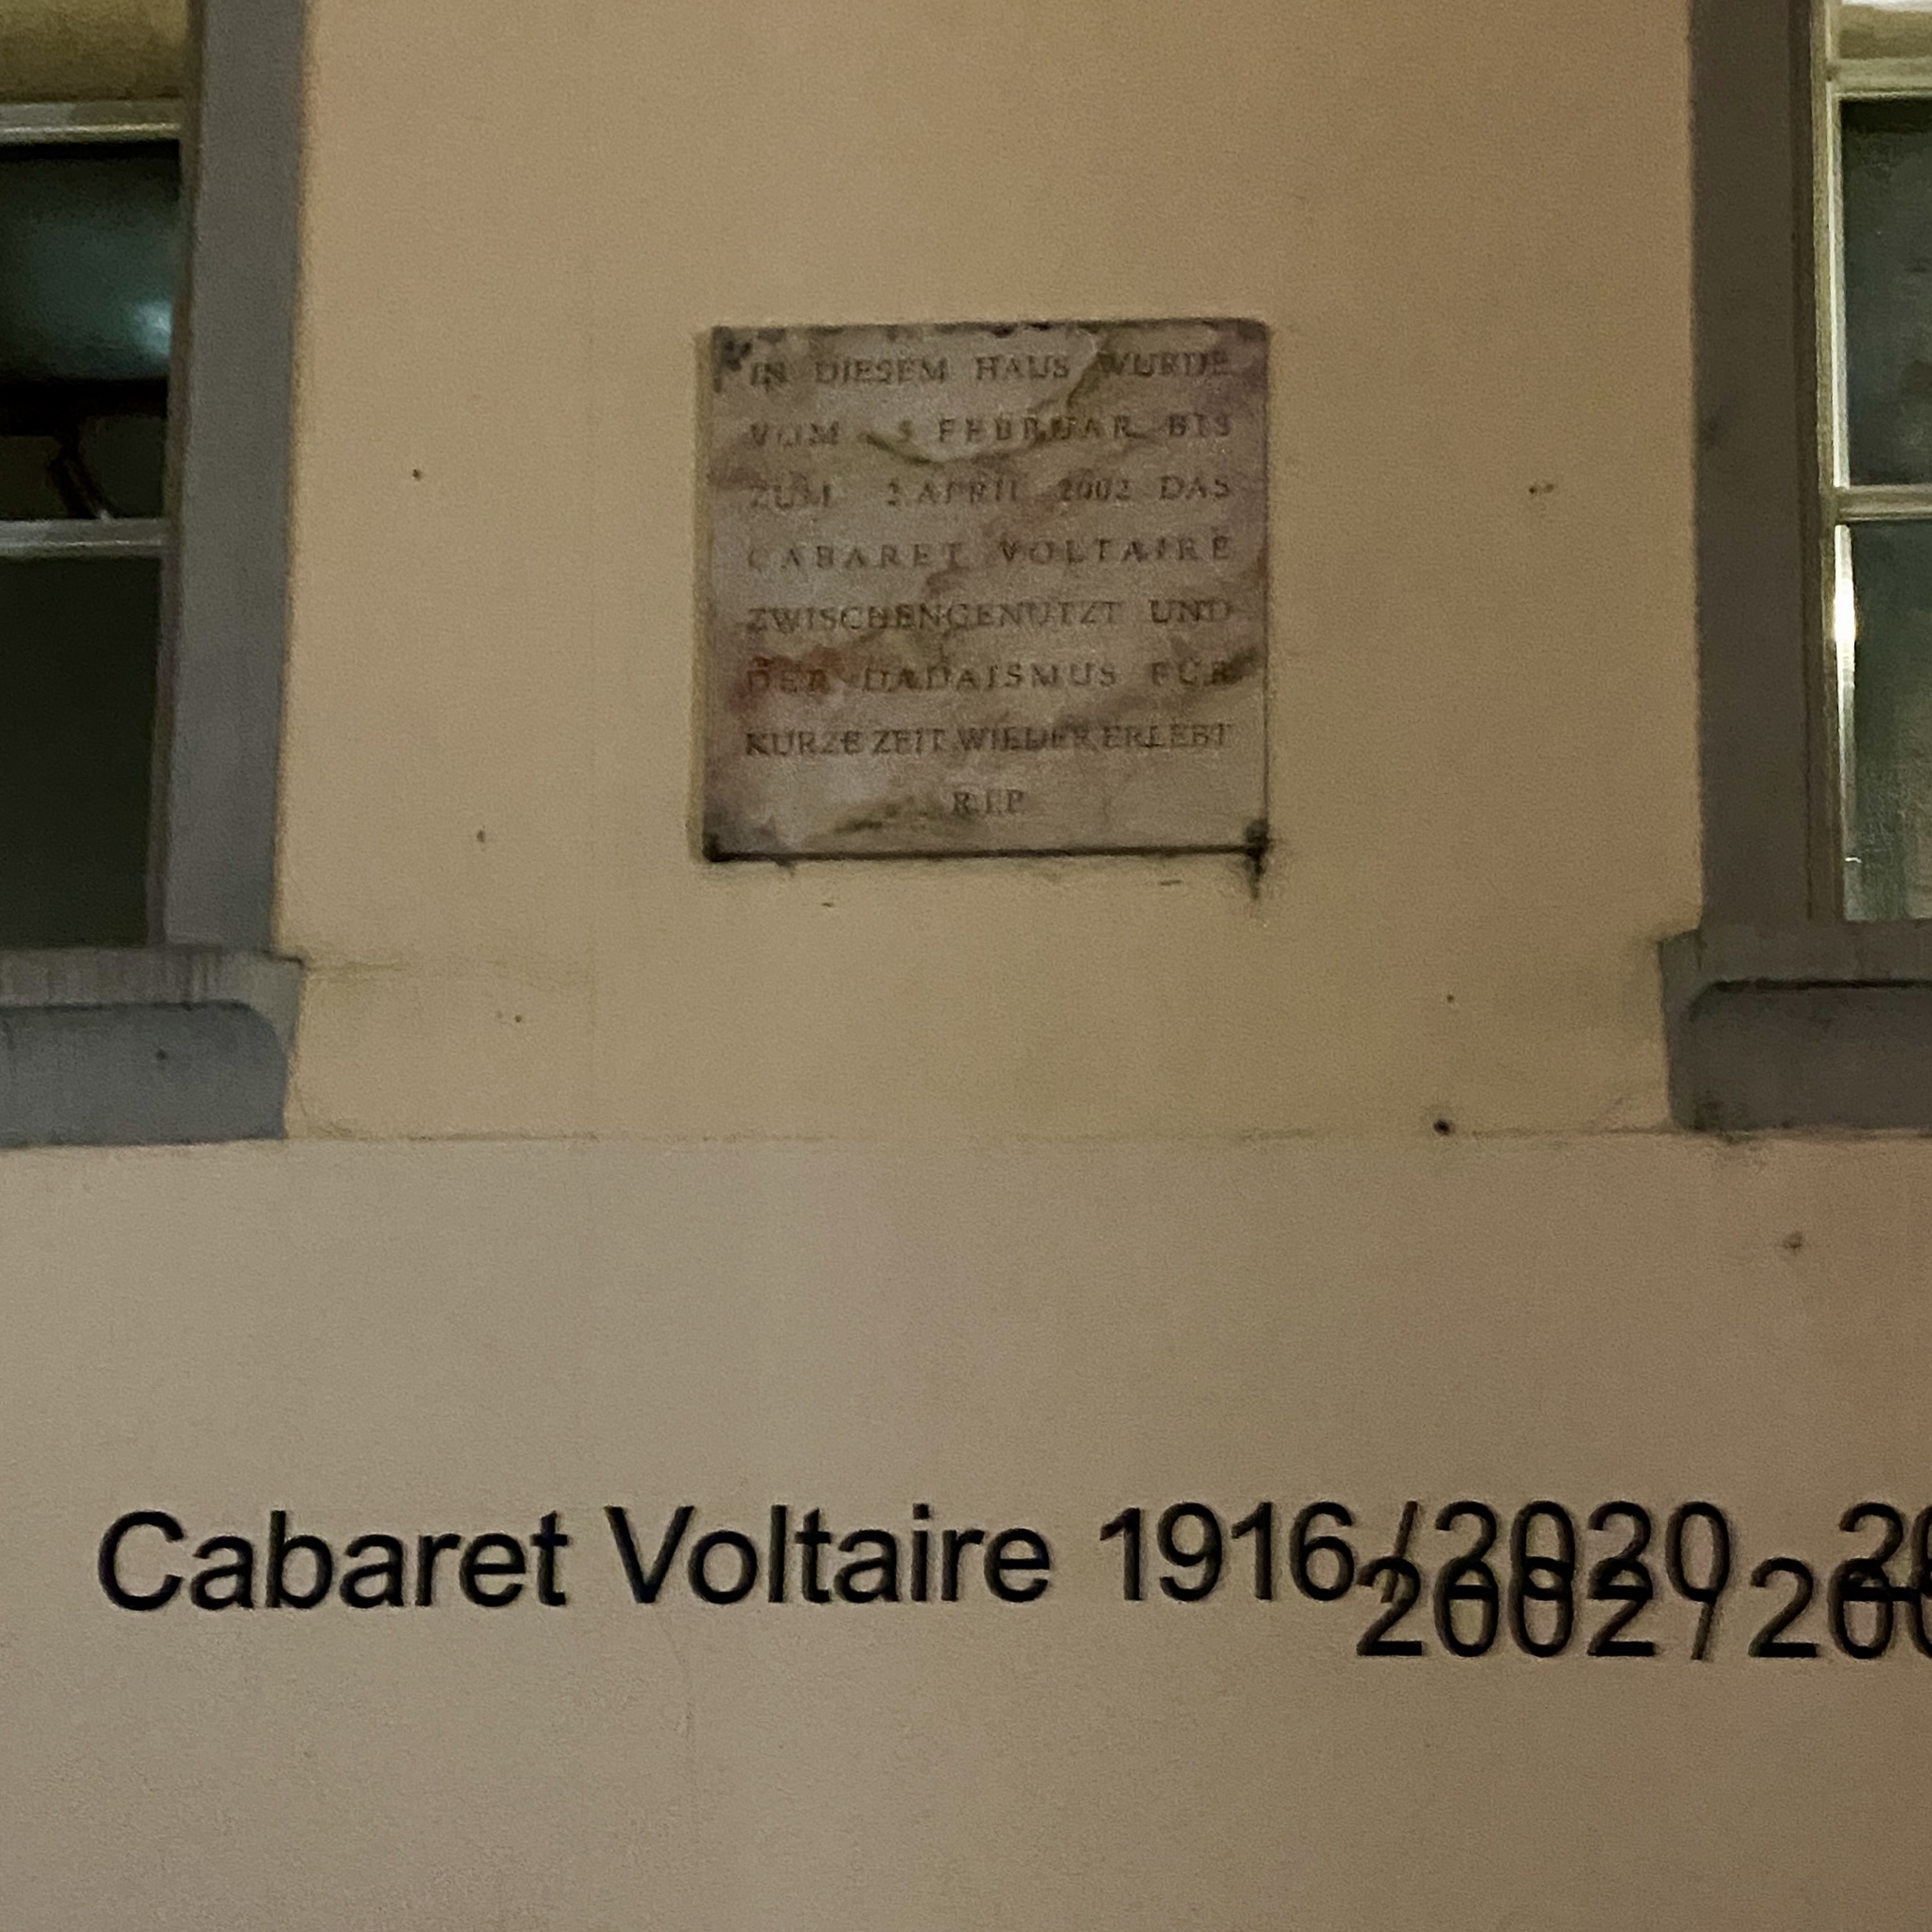 IN DIESEM HAUS WURDE
VOM 5 FEBRUAR BIS
ZUM 2.APRIL 2002 DAS
CABARET VOLTAIRE
ZWISCHENGENUTZT UND
DER DADAISMUS FÜR
KURZE ZEIT WIEDER ERLEBT
R.I.P
Cabaret Voltaire 1916/2020
2002/